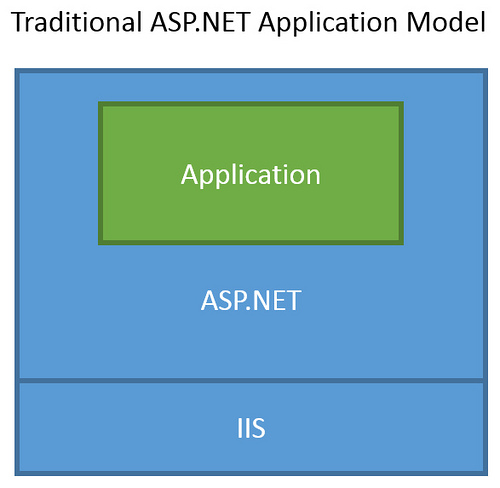 Traditional ASP.NET Application Model
Application
ASP.NET
IIS